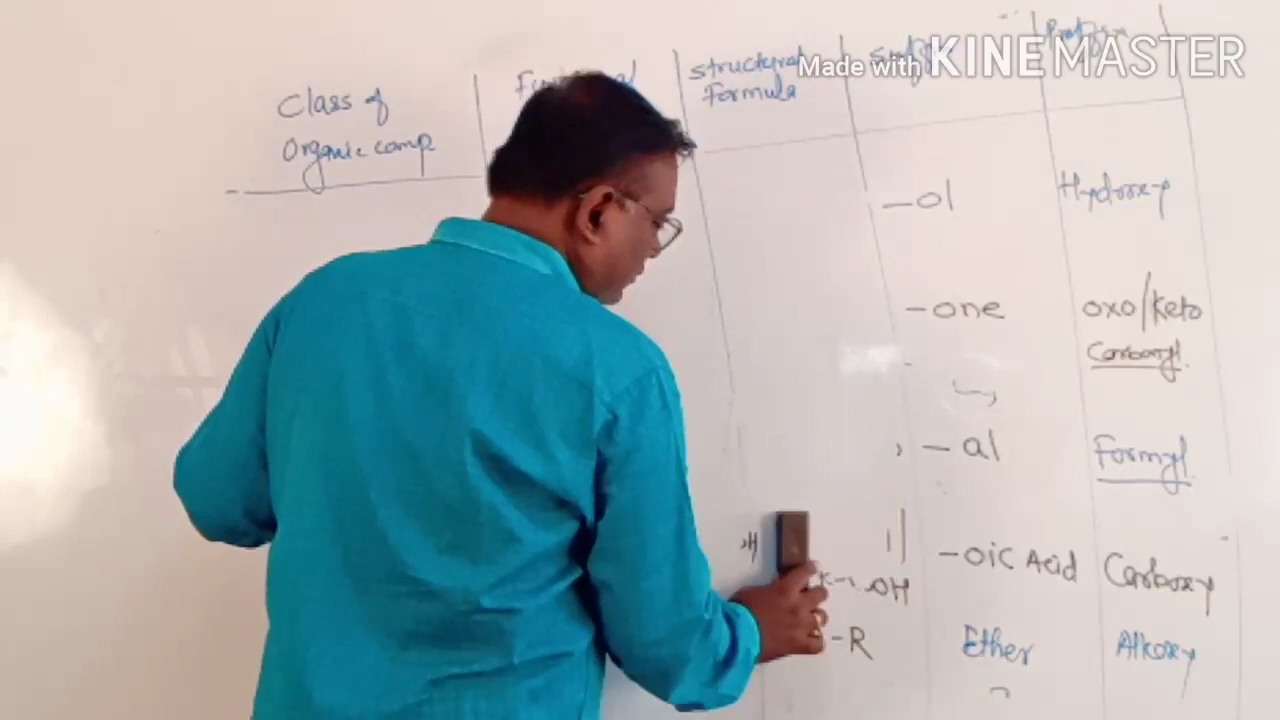 Made with KINEMASTER
Class of
Organic comp
Structural
Formula
-ol Hydroxy
-one oxo/keto
-al Formyl
-oic Acid Carboxy
OH
-R Ether Alkoxy